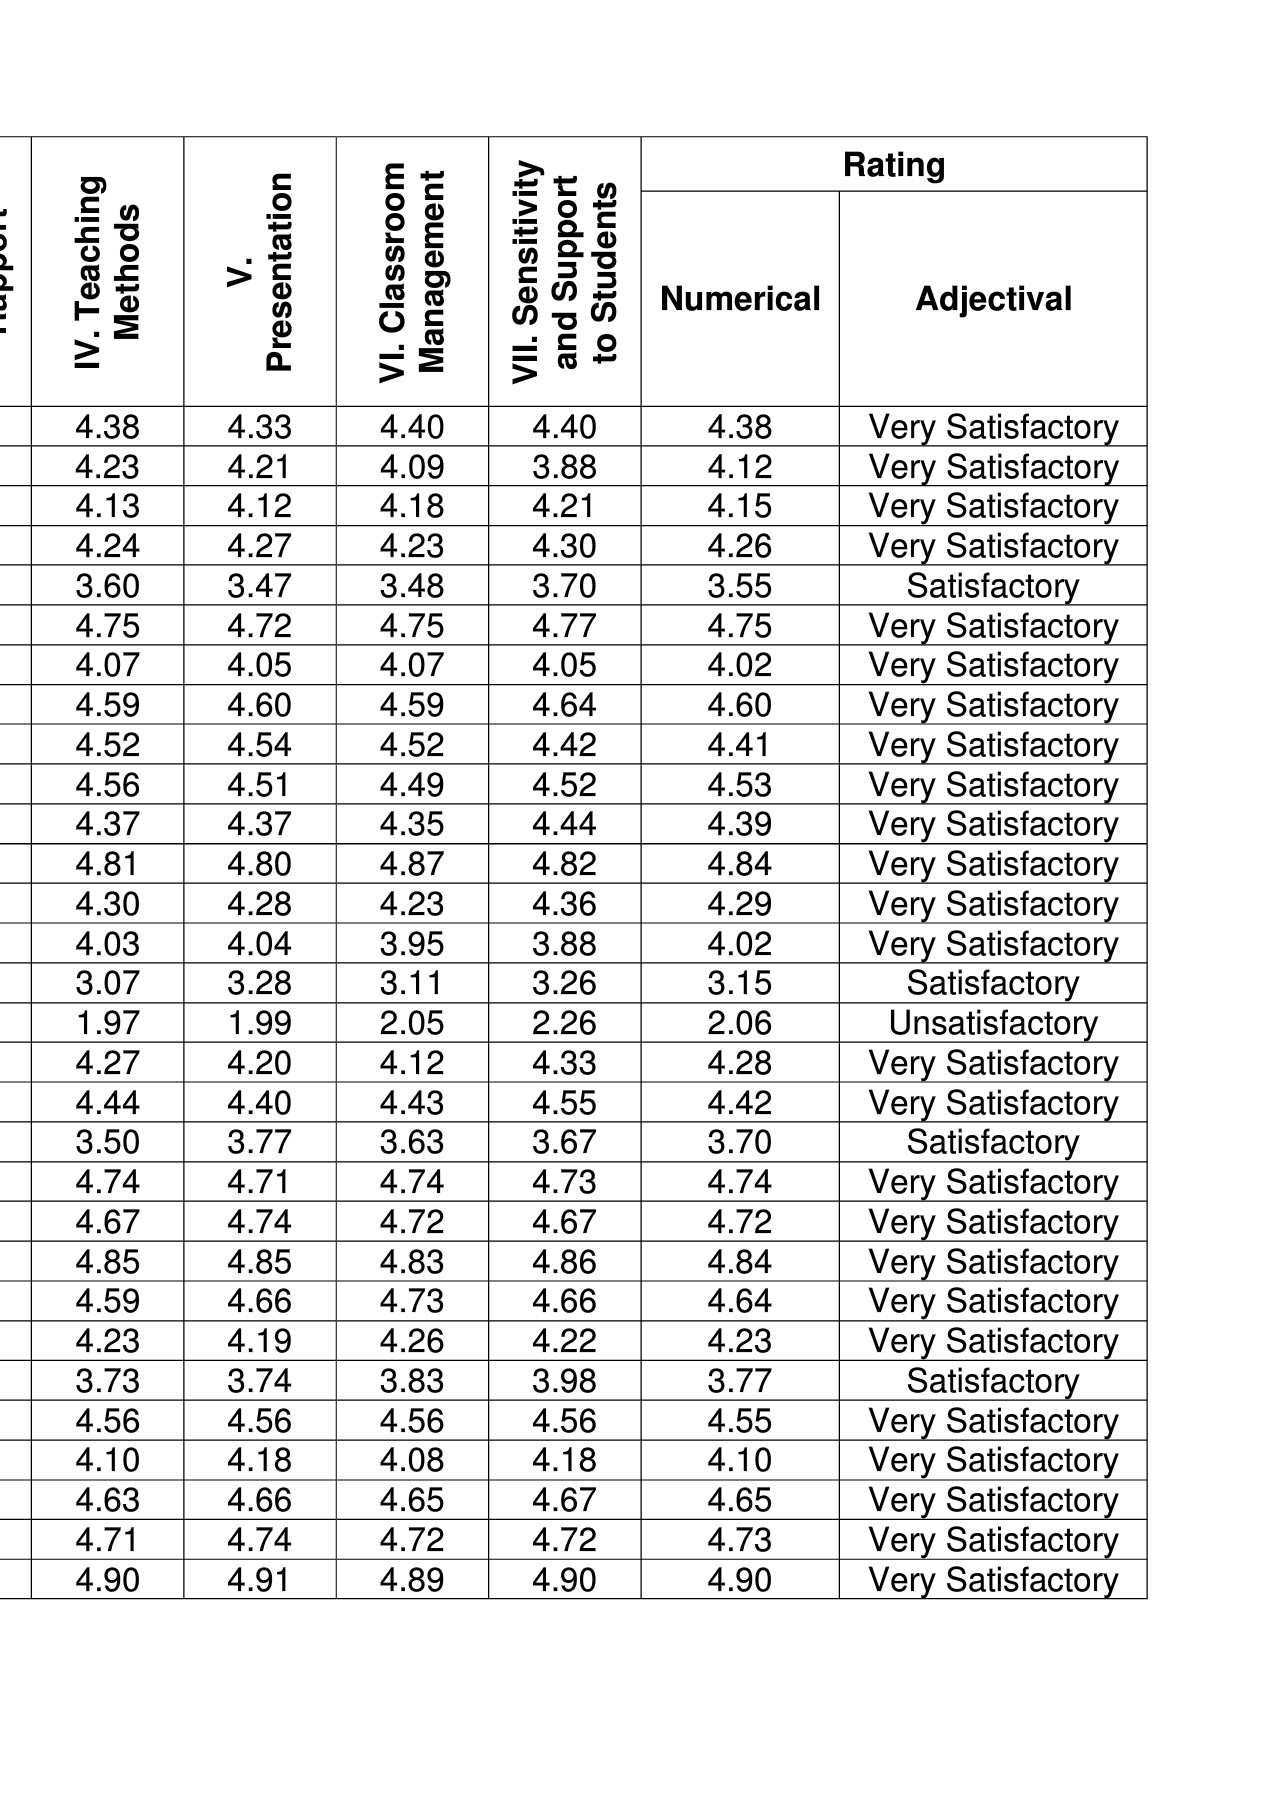 Rating
IV. Teaching
Methods
V.
Presentation
VI. Classroom
Management
VII. Sensitivity
and Support
to Students
Numerical
Adjectival
4.38 4.33 4.40 4.40 4.38 Very Satisfactory
4.23 4.21 4.09 3.88 4.12 Very Satisfactory
4.13 4.12 4.18 4.21 4.15 Very Satisfactory
4.24 4.27 4.23 4.30 4.26 Very Satisfactory
3.60 3.47 3.48 3.70 3.55 Satisfactory
4.75 4.72 4.75 4.77 4.75 Very Satisfactory
4.07 4.05 4.07 4.05 4.02 Very Satisfactory
4.59 4.60 4.59 4.64 4.60 Very Satisfactory
4.52 4.54 4.52 4.42 4.41 Very Satisfactory
4.56 4.51 4.49 4.52 4.53 Very Satisfactory
4.37 4.37 4.35 4.44 4.39 Very Satisfactory
4.81 4.80 4.87 4.82 4.84 Very Satisfactory
4.30 4.28 4.23 4.36 4.29 Very Satisfactory
4.03 4.04 3.95 3.88 4.02 Very Satisfactory
3.07 3.28 3.11 3.26 3.15 Satisfactory
1.97 1.99 2.05 2.26 2.06 Unsatisfactory
4.27 4.20 4.12 4.33 4.28 Very Satisfactory
4.44 4.40 4.43 4.55 4.42 Very Satisfactory
3.50 3.77 3.63 3.67 3.70 Satisfactory
4.74 4.71 4.74 4.73 4.74 Very Satisfactory
4.67 4.74 4.72 4.67 4.72 Very Satisfactory
4.85 4.85 4.83 4.86 4.84 Very Satisfactory
4.59 4.66 4.73 4.66 4.64 Very Satisfactory
4.23 4.19 4.26 4.22 4.23 Very Satisfactory
3.73 3.74 3.83 3.98 3.77 Satisfactory
4.56 4.56 4.56 4.56 4.55 Very Satisfactory
4.10 4.18 4.08 4.18 4.10 Very Satisfactory
4.63 4.66 4.65 4.67 4.65 Very Satisfactory
4.71 4.74 4.72 4.72 4.73 Very Satisfactory
4.90 4.91 4.89 4.90 4.90 Very Satisfactory